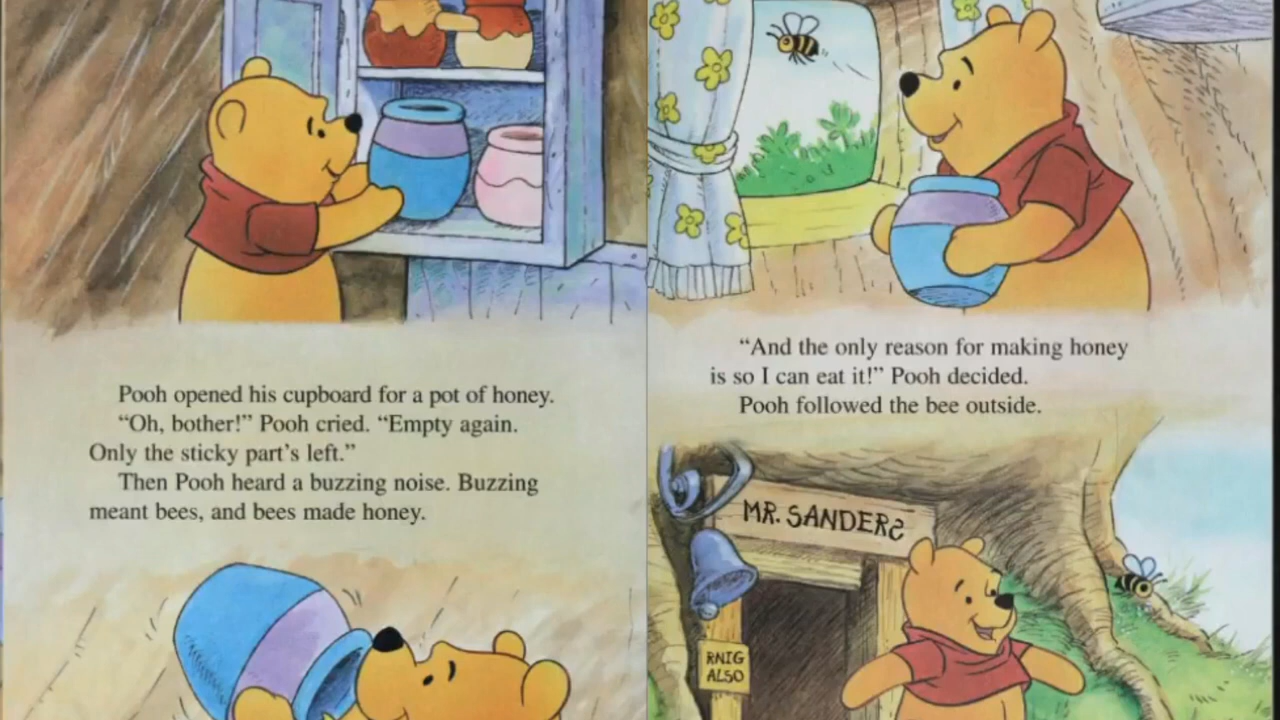 Pooh opened his cupboard for a pot of honey.
“Oh, bother!” Pooh cried. “Empty again.
Only the sticky part’s left.”
Then Pooh heard a buzzing noise. Buzzing
meant bees, and bees made honey.
“And the only reason for making honey
is so I can eat it!” Pooh decided.
Pooh followed the bee outside.
MR. SANDERS
RNIG
ALSO